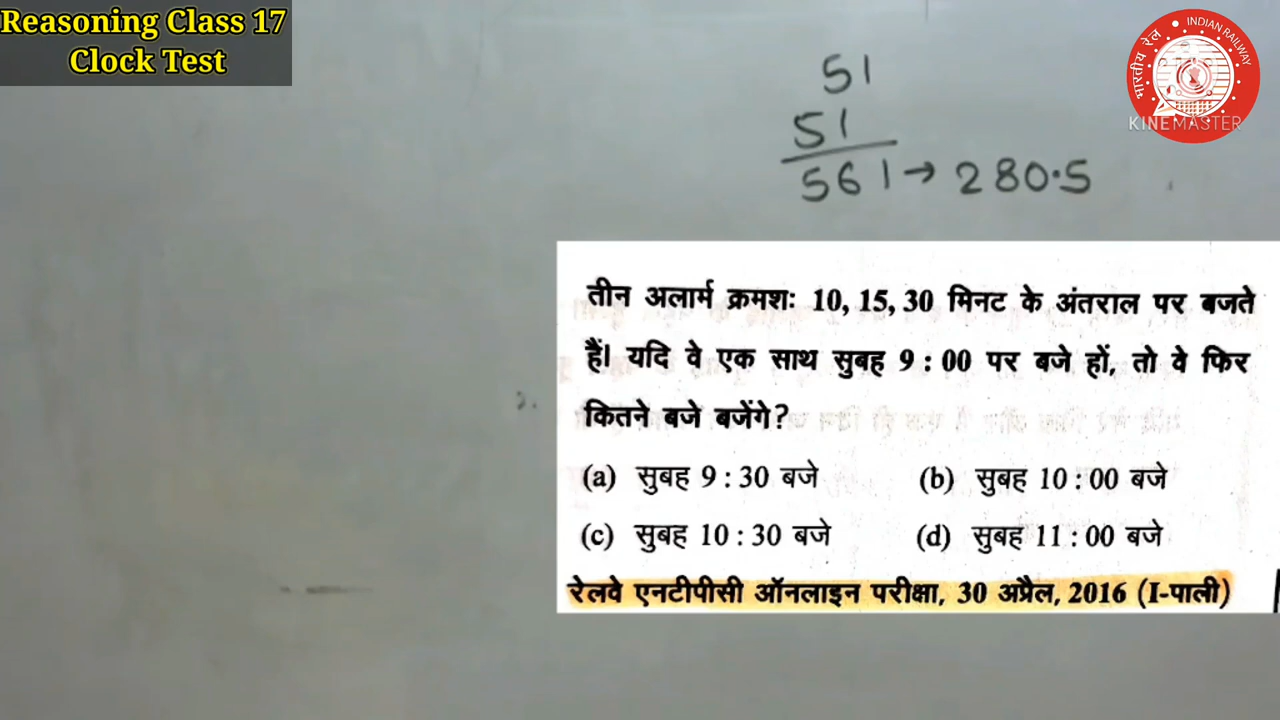 Reasoning Class 17
Clock Test
भारतीय रेल
INDIAN RAILWAY
KINEMASTER
51
51
561 → 280.5
तीन अलार्म क्रमशः 10, 15, 30 मिनट के अंतराल पर बजते
हैं। यदि वे एक साथ सुबह 9 : 00 पर बजे हों, तो वे फिर
कितने बजे बजेंगे?
(a) सुबह 9 : 30 बजे (b) सुबह 10 : 00 बजे
(c) सुबह 10 : 30 बजे (d) सुबह 11 : 00 बजे
रेलवे एनटीपीसी ऑनलाइन परीक्षा, 30 अप्रैल, 2016 (I-पाली)